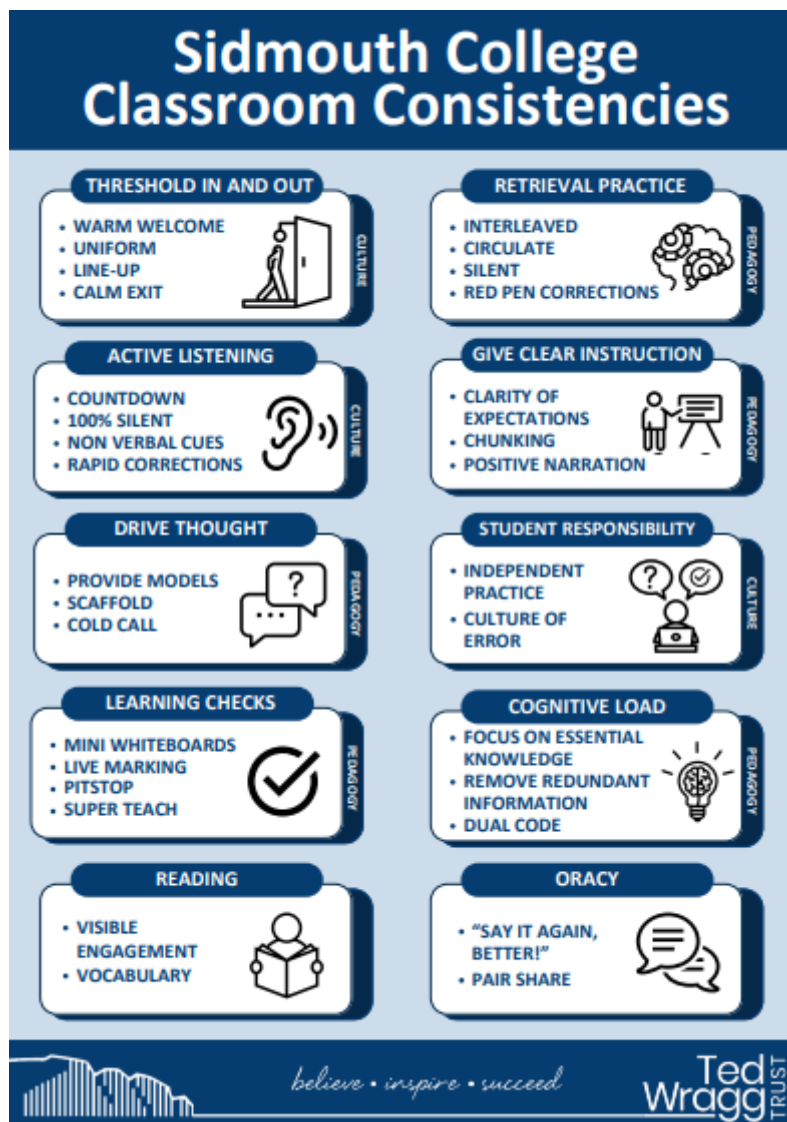 Sidmouth College
Classroom Consistencies
THRESHOLD IN AND OUT
• WARM WELCOME
• UNIFORM
• LINE-UP
• CALM EXIT
CULTURE
RETRIEVAL PRACTICE
• INTERLEAVED
• CIRCULATE
• SILENT
• RED PEN CORRECTIONS
PEDAGOGY
ACTIVE LISTENING
• COUNTDOWN
• 100% SILENT
• NON VERBAL CUES
• RAPID CORRECTIONS
CULTURE
GIVE CLEAR INSTRUCTION
• CLARITY OF
EXPECTATIONS
• CHUNKING
• POSITIVE NARRATION
PEDAGOGY
DRIVE THOUGHT
• PROVIDE MODELS
• SCAFFOLD
• COLD CALL
?
...
PEDAGOGY
STUDENT RESPONSIBILITY
• INDEPENDENT
PRACTICE
• CULTURE OF
ERROR
?
CULTURE
LEARNING CHECKS
• MINI WHITEBOARDS
• LIVE MARKING
• PITSTOP
• SUPER TEACH
PEDAGOGY
COGNITIVE LOAD
• FOCUS ON ESSENTIAL
KNOWLEDGE
• REMOVE REDUNDANT
INFORMATION
• DUAL CODE
PEDAGOGY
READING
• VISIBLE
ENGAGEMENT
• VOCABULARY
ORACY
• “SAY IT AGAIN,
BETTER!”
• PAIR SHARE
believe • inspire • succeed
Ted
Wragg
TRUST